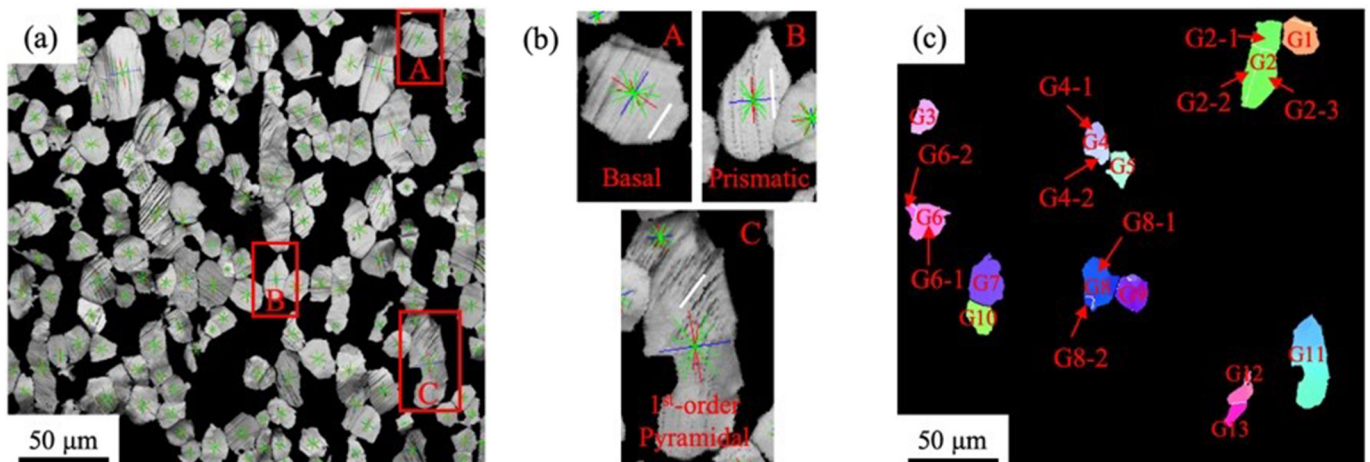 (a)
A
B
C
50 μm
(b)
A
Basal
B
Prismatic
C
1st-order
Pyramidal
(c)
G2-1
G1
G2
G2-2
G2-3
G4-1
G3
G4
G5
G6-2
G4-2
G6
G8-1
G6-1
G7
G8
G9
G10
G8-2
G11
G12
G13
50 μm